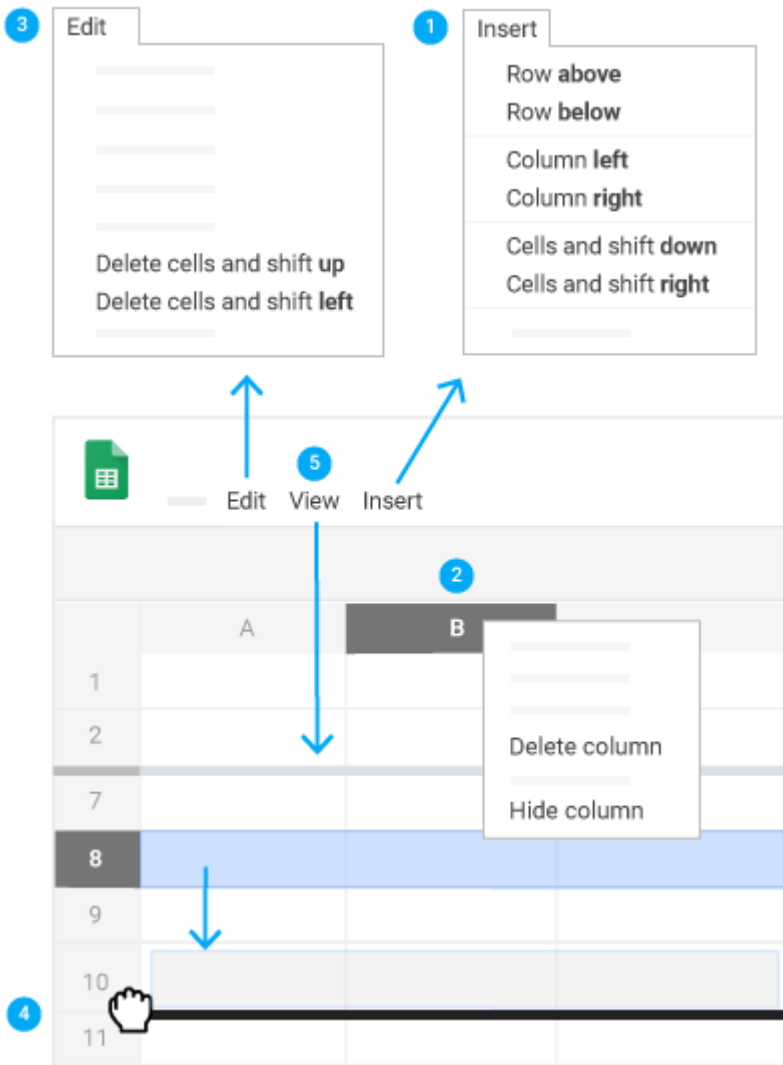 3
Edit
Delete cells and shift up
Delete cells and shift left
1
Insert
Row above
Row below
Column left
Column right
Cells and shift down
Cells and shift right
5
Edit View Insert
2
A B
1
2
Delete column
7
Hide column
8
9
10
4
11